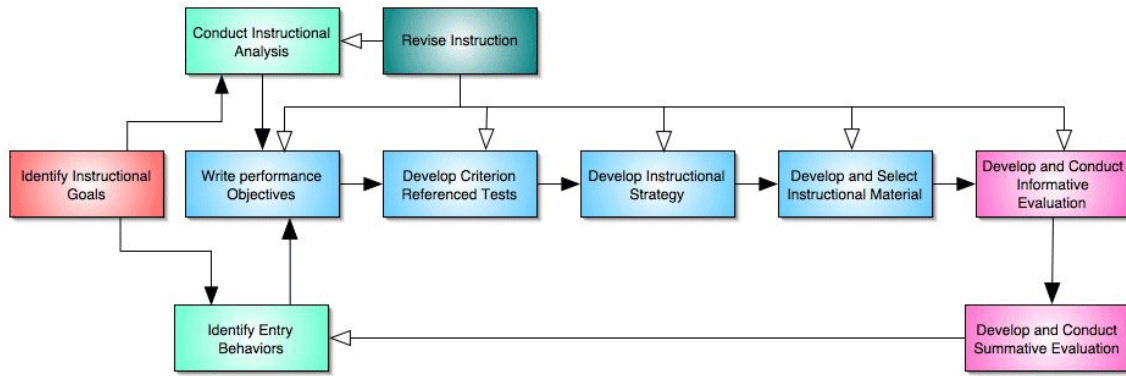 Conduct Instructional
Analysis
Revise Instruction
Identify Instructional
Goals
Write performance
Objectives
Develop Criterion
Referenced Tests
Develop Instructional
Strategy
Develop and Select
Instructional Material
Develop and Conduct
Informative
Evaluation
Identify Entry
Behaviors
Develop and Conduct
Summative Evaluation